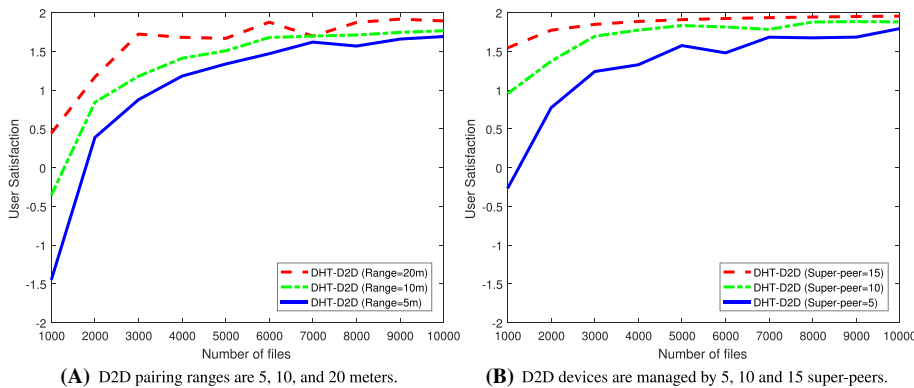 2
1.5
1
0.5
0
-0.5
-1
-1.5
-2
User Satisfaction
1000 2000 3000 4000 5000 6000 7000 8000 9000 10000
Number of files
DHT-D2D (Range=20m)
DHT-D2D (Range=10m)
DHT-D2D (Range=5m)
(A) D2D pairing ranges are 5, 10, and 20 meters.
2
1.5
1
0.5
0
-0.5
-1
-1.5
-2
User Satisfaction
1000 2000 3000 4000 5000 6000 7000 8000 9000 10000
Number of files
DHT-D2D (Super-peer=15)
DHT-D2D (Super-peer=10)
DHT-D2D (Super-peer=5)
(B) D2D devices are managed by 5, 10 and 15 super-peers.